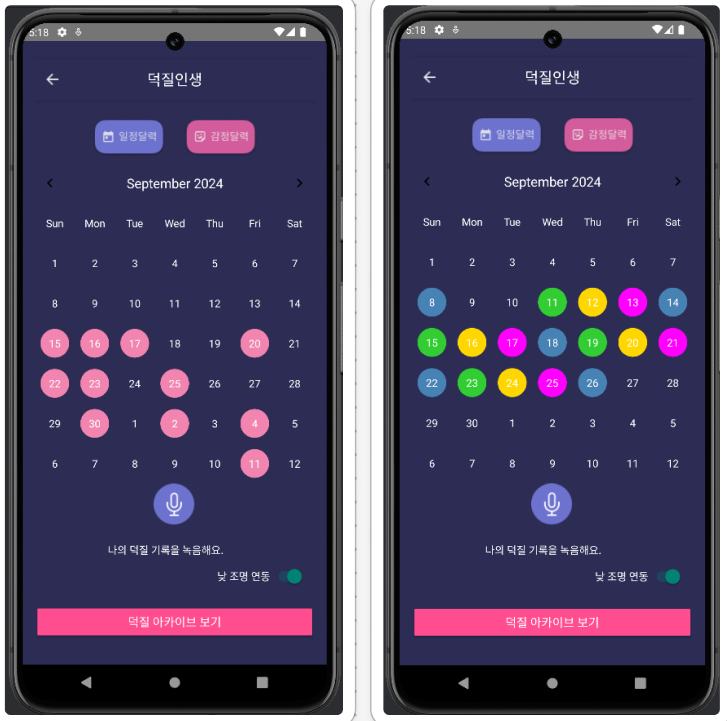 5:18
덕질인생
일정달력 감정달력
September 2024
Sun Mon Tue Wed Thu Fri Sat
1 2 3 4 5 6 7
8 9 10 11 12 13 14
15 16 17 18 19 20 21
22 23 24 25 26 27 28
29 30 1 2 3 4 5
6 7 8 9 10 11 12
나의 덕질 기록을 녹음해요.
낮 조명 연동
덕질 아카이브 보기
5:18
덕질인생
일정달력 감정달력
September 2024
Sun Mon Tue Wed Thu Fri Sat
1 2 3 4 5 6 7
8 9 10 11 12 13 14
15 16 17 18 19 20 21
22 23 24 25 26 27 28
29 30 1 2 3 4 5
6 7 8 9 10 11 12
나의 덕질 기록을 녹음해요.
낮 조명 연동
덕질 아카이브 보기